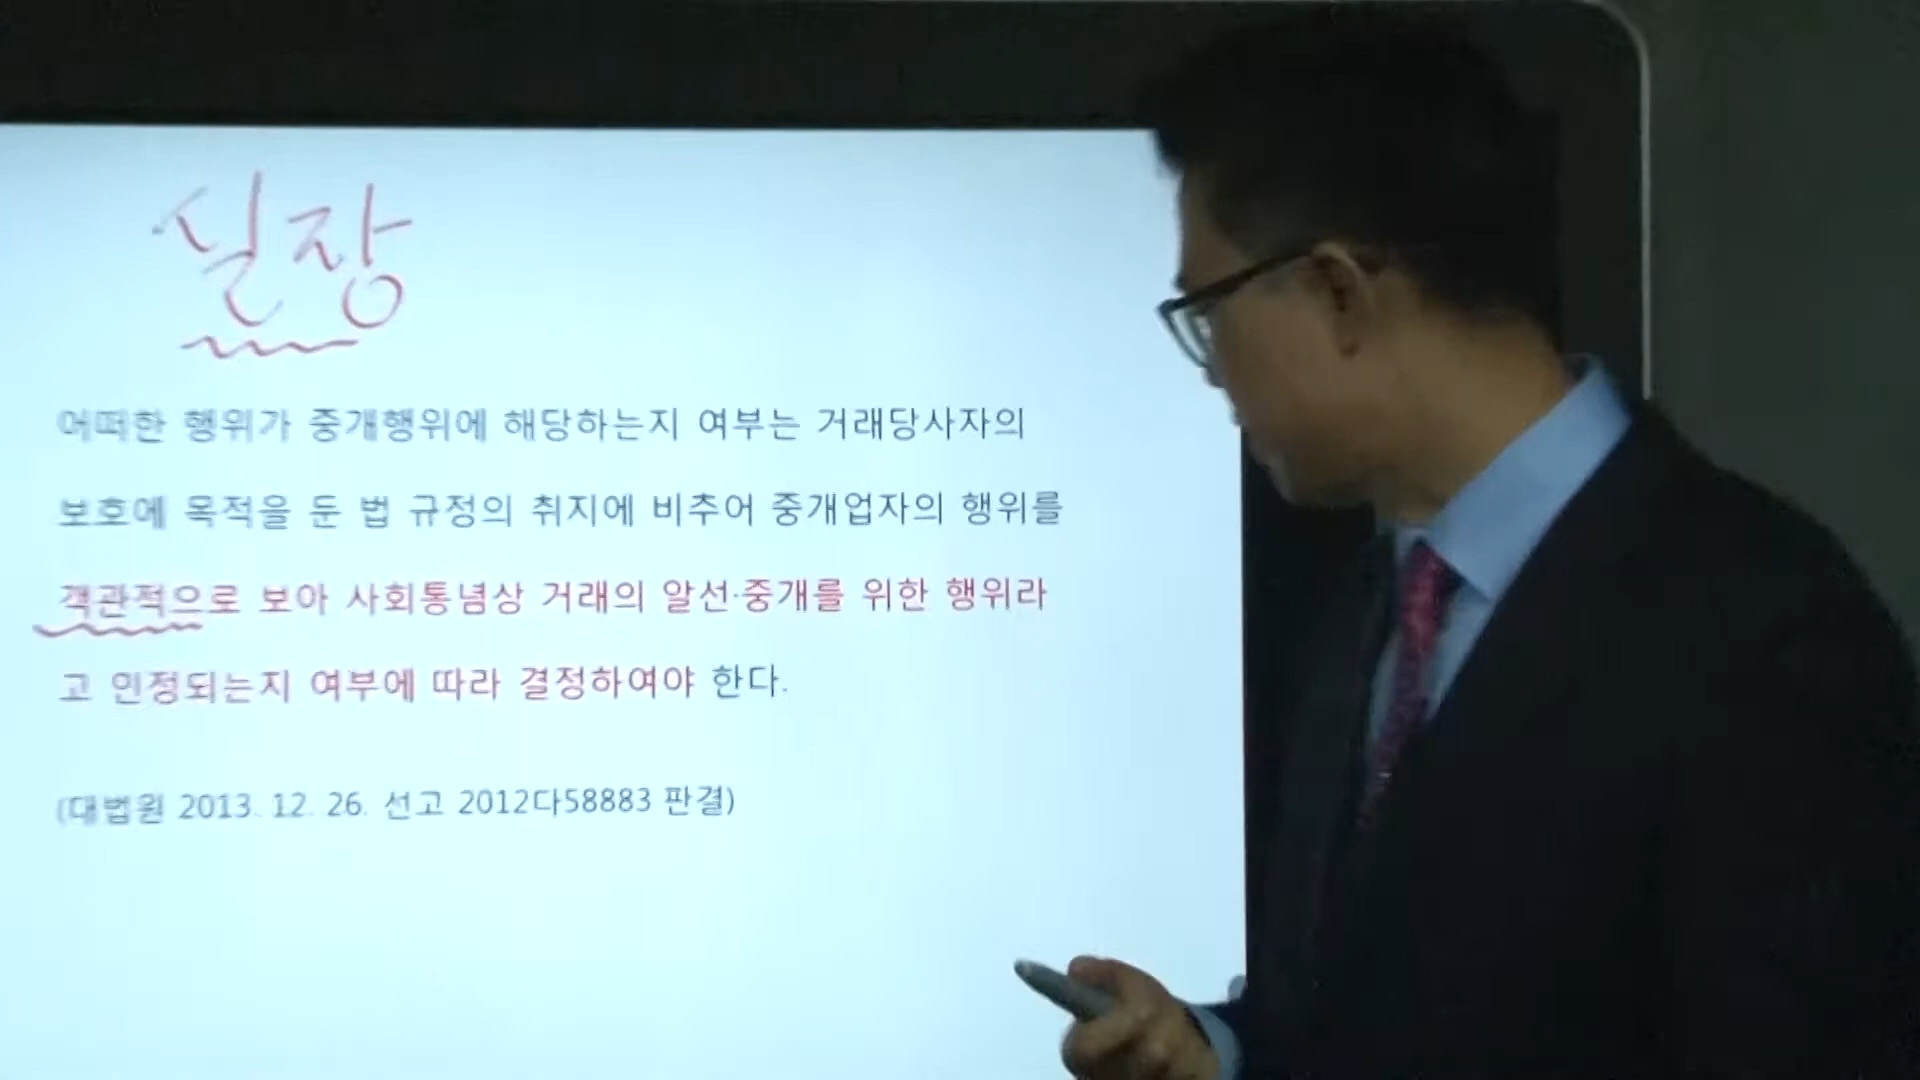 실장
어떠한 행위가 중개행위에 해당하는지 여부는 거래당사자의
보호에 목적을 둔 법 규정의 취지에 비추어 중개업자의 행위를
객관적으로 보아 사회통념상 거래의 알선·중개를 위한 행위라
고 인정되는지 여부에 따라 결정하여야 한다.
(대법원 2013. 12. 26. 선고 2012다58883 판결)